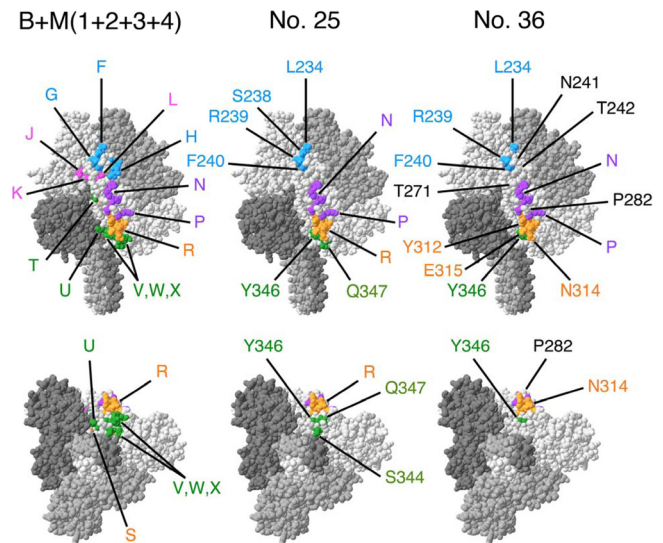 B+M(1+2+3+4)
No. 25
No. 36
F
L234
L234
G
L
S238
N241
R239
R239
T242
J
H
N
F240
F240
N
K
N
T271
P282
P
P
P
Y312
R
R
E315
T
U
V,W,X
Y346
Q347
Y346
N314
U
Y346
Y346
P282
R
R
Q347
N314
V,W,X
S344
S